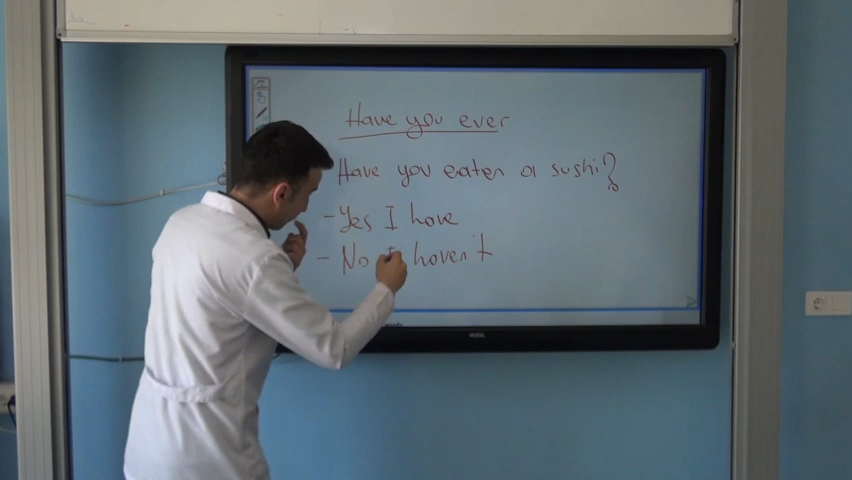 Have you ever
Have you eaten a sushi?
- Yes I have
- No I haven't